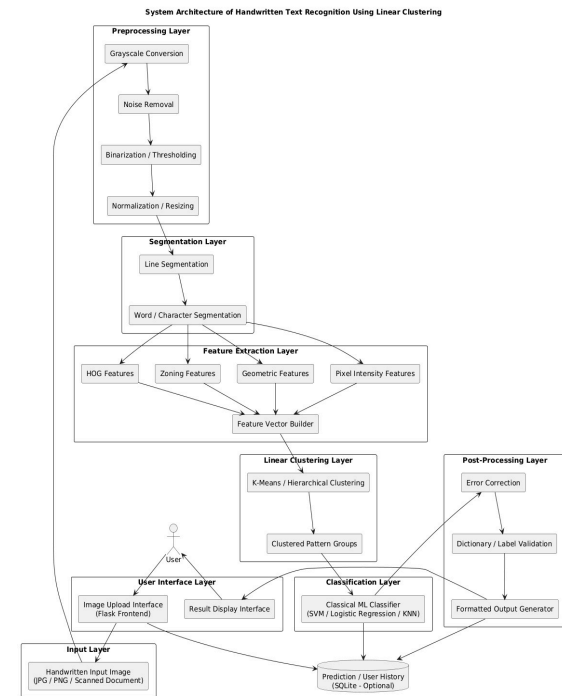 System Architecture of Handwritten Text Recognition Using Linear Clustering
Preprocessing Layer
Grayscale Conversion
Noise Removal
Binarization / Thresholding
Normalization / Resizing
Segmentation Layer
Line Segmentation
Word / Character Segmentation
Feature Extraction Layer
HOG Features
Zoning Features
Geometric Features
Pixel Intensity Features
Feature Vector Builder
Linear Clustering Layer
K-Means / Hierarchical Clustering
Clustered Pattern Groups
Post-Processing Layer
Error Correction
Dictionary / Label Validation
Formatted Output Generator
User
User Interface Layer
Image Upload Interface
(Flask Frontend)
Result Display Interface
Classification Layer
Classical ML Classifier
(SVM / Logistic Regression / KNN)
Input Layer
Handwritten Input Image
(JPG / PNG / Scanned Document)
Prediction / User History
(SQLite - Optional)